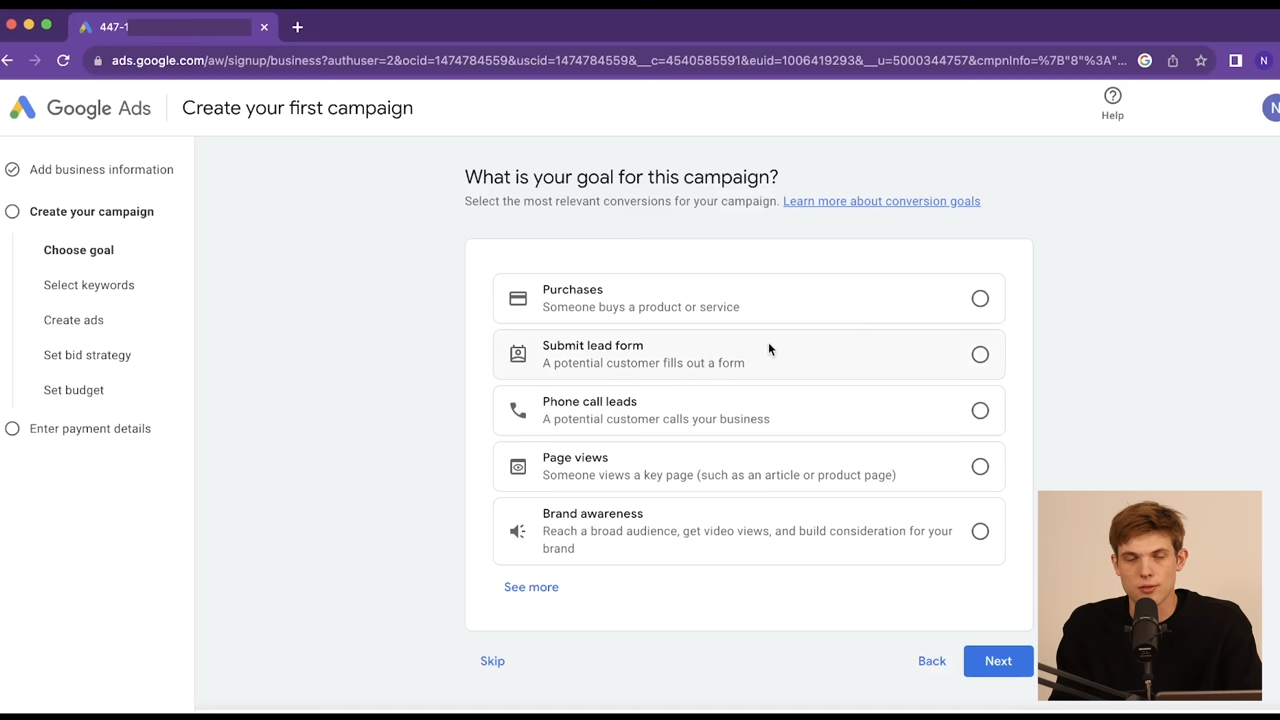 447-1
ads.google.com/aw/signup/business?authuser=2&ocid=1474784559&uscid=1474784559&__c=4540585591&euid=1006419293&__u=5000344757&cmpnInfo=%7B"8"%3A"...
N
Google Ads
Create your first campaign
Help
N
Add business information
Create your campaign
Choose goal
Select keywords
Create ads
Set bid strategy
Set budget
Enter payment details
What is your goal for this campaign?
Select the most relevant conversions for your campaign. Learn more about conversion goals
Purchases
Someone buys a product or service
Submit lead form
A potential customer fills out a form
Phone call leads
A potential customer calls your business
Page views
Someone views a key page (such as an article or product page)
Brand awareness
Reach a broad audience, get video views, and build consideration for your
brand
See more
Skip
Back
Next